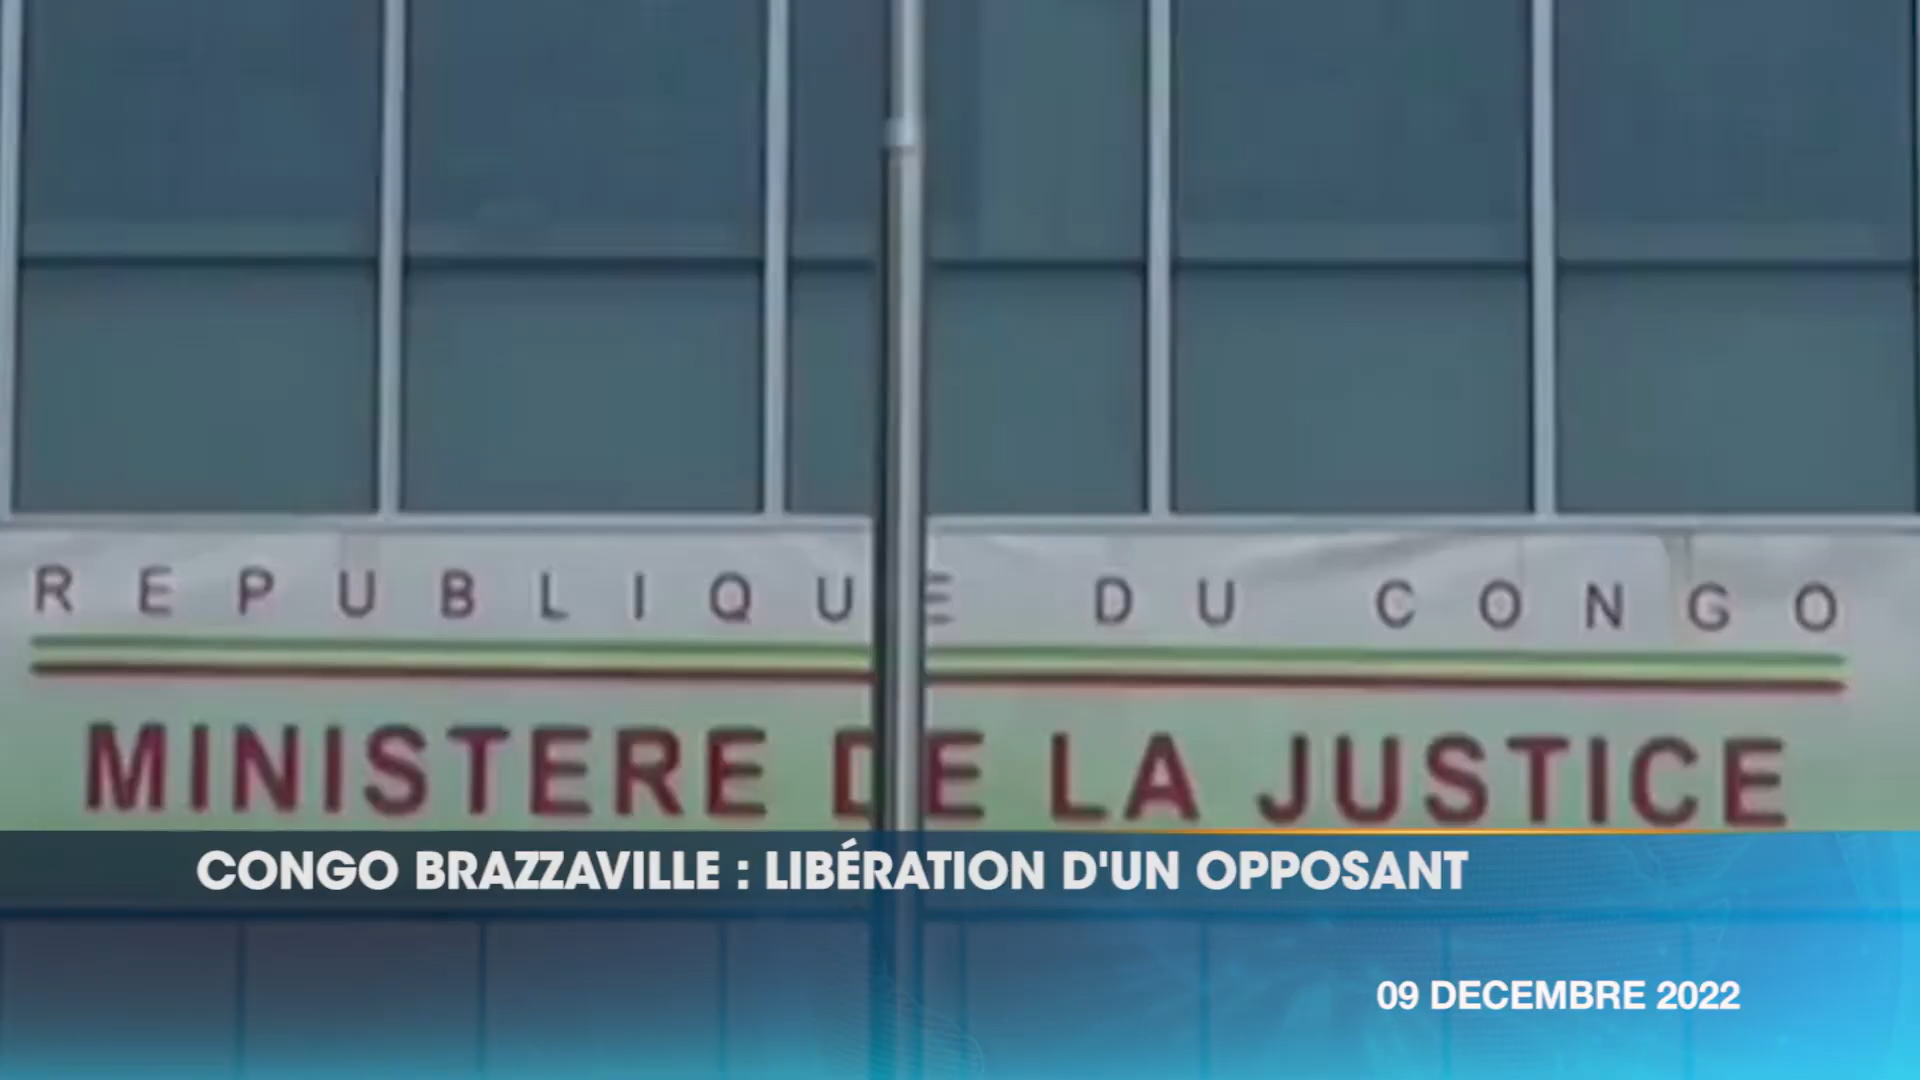 REPUBLIQUE DU CONGO
MINISTERE DE LA JUSTICE
CONGO BRAZZAVILLE : LIBÉRATION D'UN OPPOSANT
09 DECEMBRE 2022